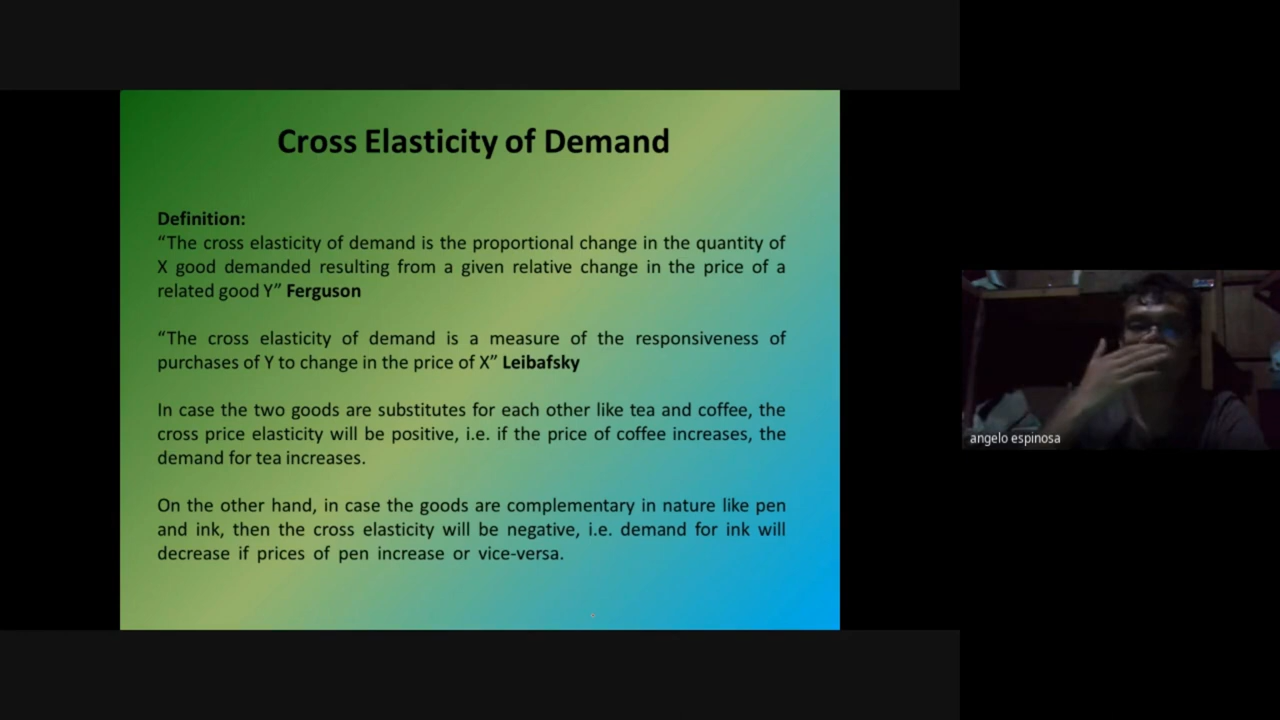 Cross Elasticity of Demand
Definition:
“The cross elasticity of demand is the proportional change in the quantity of
X good demanded resulting from a given relative change in the price of a
related good Y” Ferguson
“The cross elasticity of demand is a measure of the responsiveness of
purchases of Y to change in the price of X” Leibafsky
In case the two goods are substitutes for each other like tea and coffee, the
cross price elasticity will be positive, i.e. if the price of coffee increases, the
demand for tea increases.
On the other hand, in case the goods are complementary in nature like pen
and ink, then the cross elasticity will be negative, i.e. demand for ink will
decrease if prices of pen increase or vice-versa.
angelo espinosa